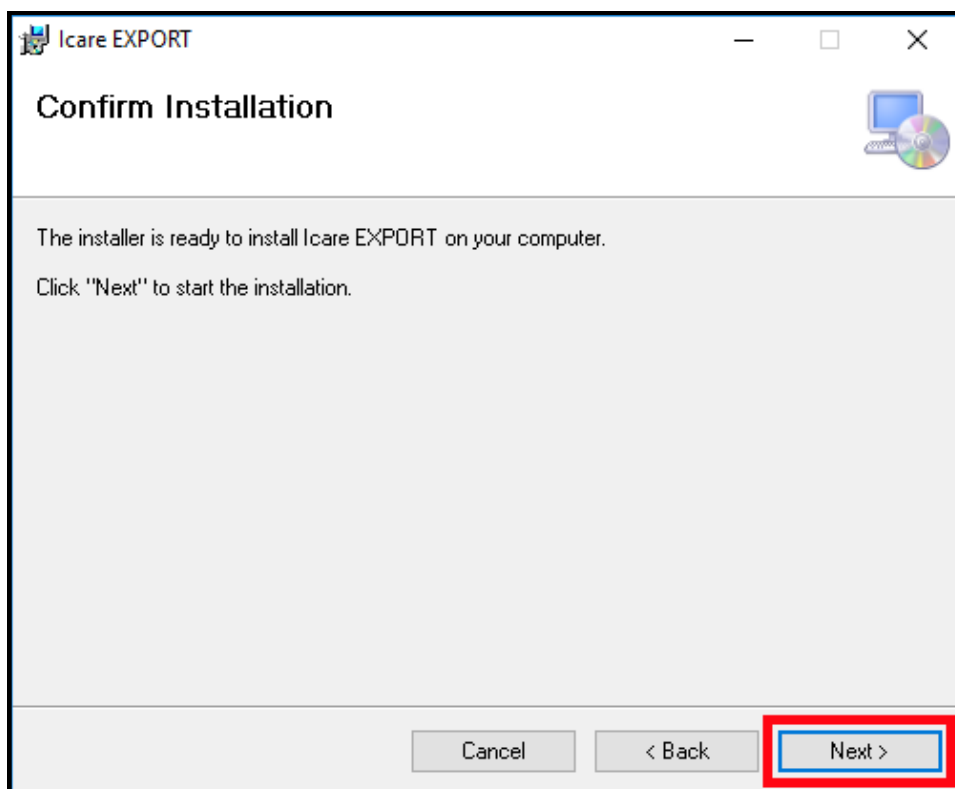 Icare EXPORT
Confirm Installation
The installer is ready to install Icare EXPORT on your computer.
Click "Next" to start the installation.
Cancel
< Back
Next >